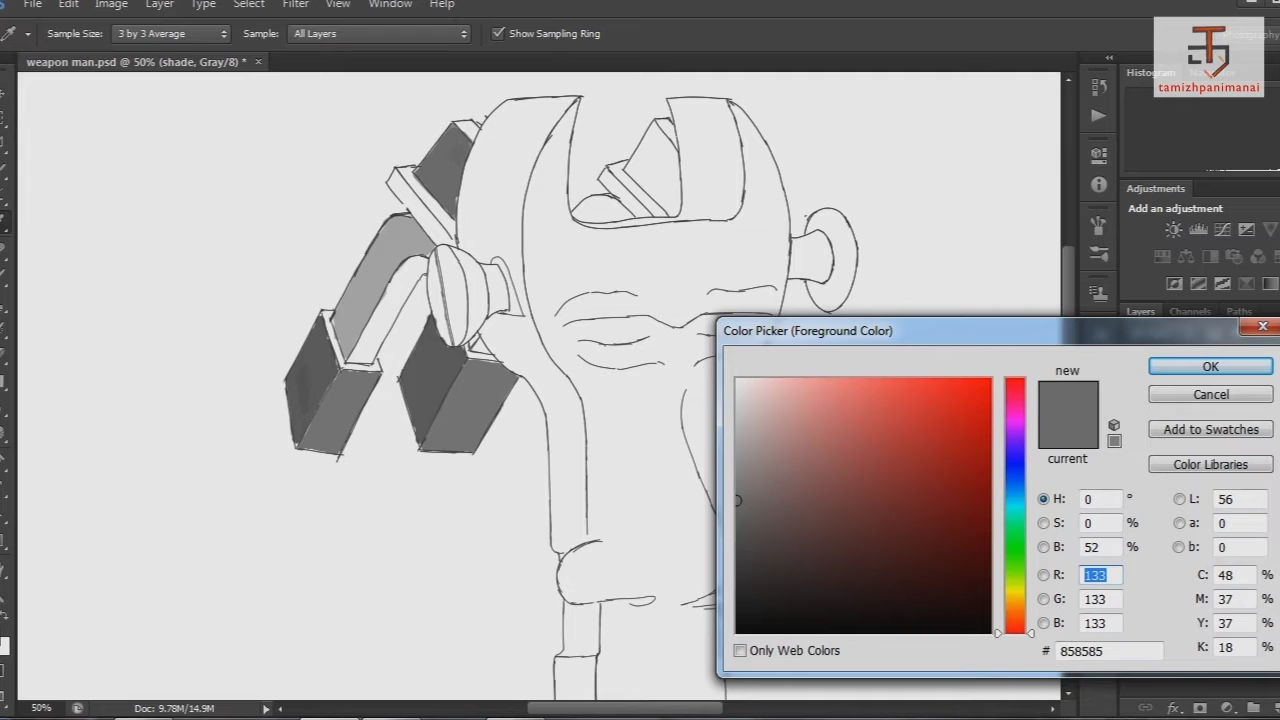 File Edit Image Layer Type Select Filter View Window Help
Sample Size: 3 by 3 Average Sample: All Layers Show Sampling Ring
weapon man.psd @ 50% (shade, Gray/8) * ×
tamizhpanimanai
Histogram
Adjustments
Add an adjustment
Layers Channels Paths
Color Picker (Foreground Color)
new
current
OK
Cancel
Add to Swatches
Color Libraries
H: 0 ° L: 56
S: 0 % a: 0
B: 52 % b: 0
R: 133 C: 48 %
G: 133 M: 37 %
B: 133 Y: 37 %
K: 18 %
Only Web Colors # 858585
50% Doc: 9.78M/14.9M